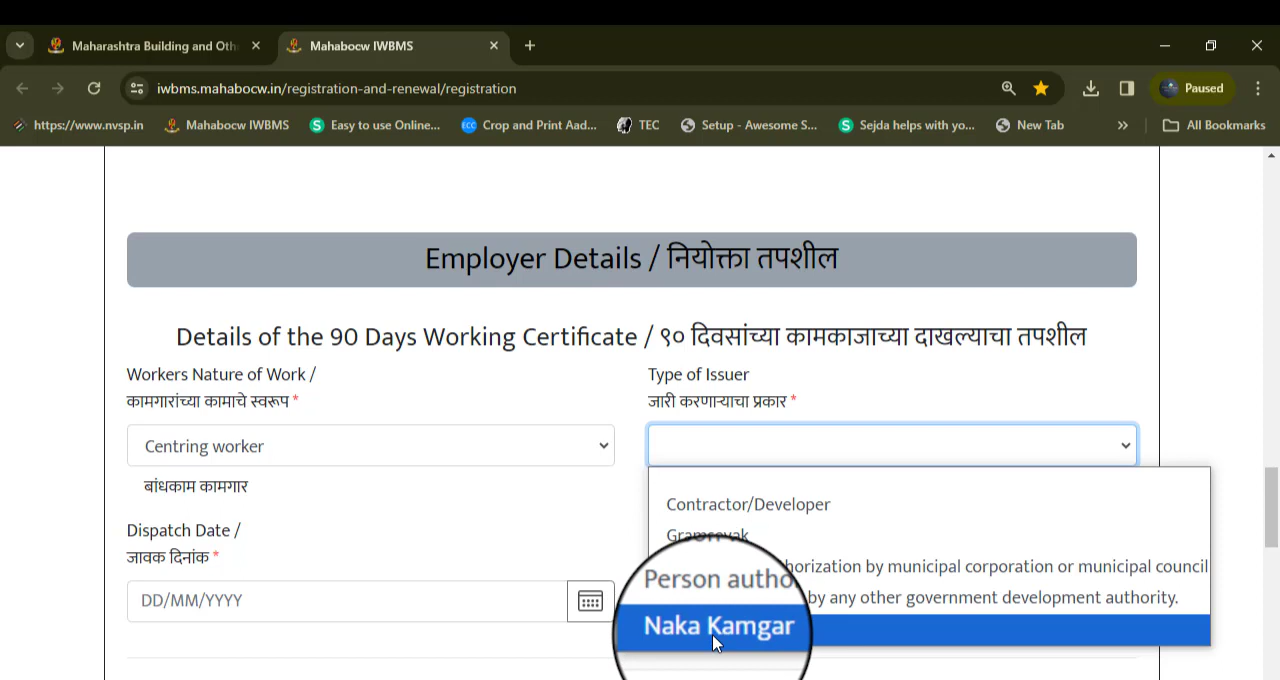 Maharashtra Building and Oth
Mahabocw IWBMS
iwbms.mahabocw.in/registration-and-renewal/registration
Paused
https://www.nvsp.in
Mahabocw IWBMS
Easy to use Online...
Crop and Print Aad...
TEC
Setup - Awesome S...
Sejda helps with yo...
New Tab
All Bookmarks
Employer Details / नियोक्ता तपशील
Details of the 90 Days Working Certificate / ९० दिवसांच्या कामकाजाच्या दाखल्याचा तपशील
Workers Nature of Work /
कामगारांच्या कामाचे स्वरूप *
Centring worker
बांधकाम कामगार
Type of Issuer
जारी करणाऱ्याचा प्रकार *
Contractor/Developer
Gramsevak
horization by municipal corporation or municipal council
Person autho by any other government development authority.
Naka Kamgar
Dispatch Date /
जावक दिनांक *
DD/MM/YYYY